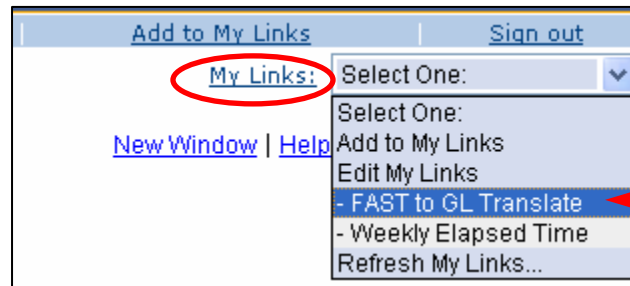 Add to My Links | Sign out
My Links: Select One:
Select One:
New Window | Help Add to My Links
Edit My Links
- FAST to GL Translate
- Weekly Elapsed Time
Refresh My Links...